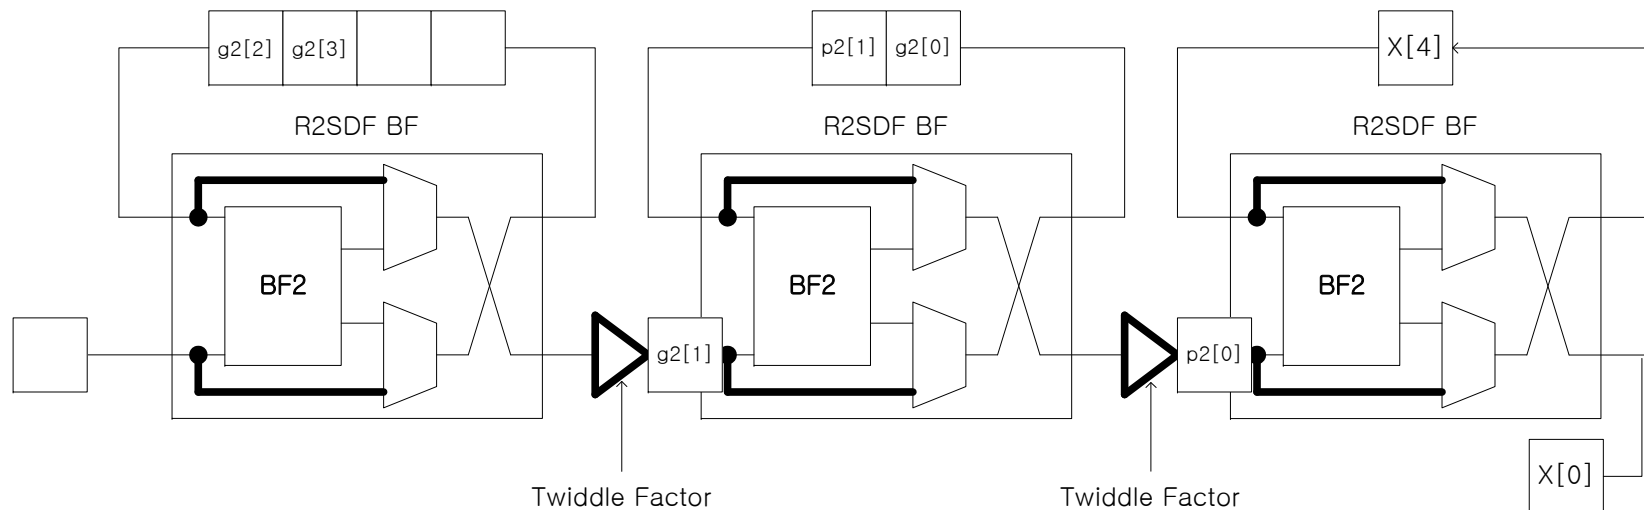 g2[2] g2[3]
p2[1] g2[0]
X[4]
R2SDF BF
R2SDF BF
R2SDF BF
BF2
BF2
BF2
g2[1]
p2[0]
X[0]
Twiddle Factor
Twiddle Factor